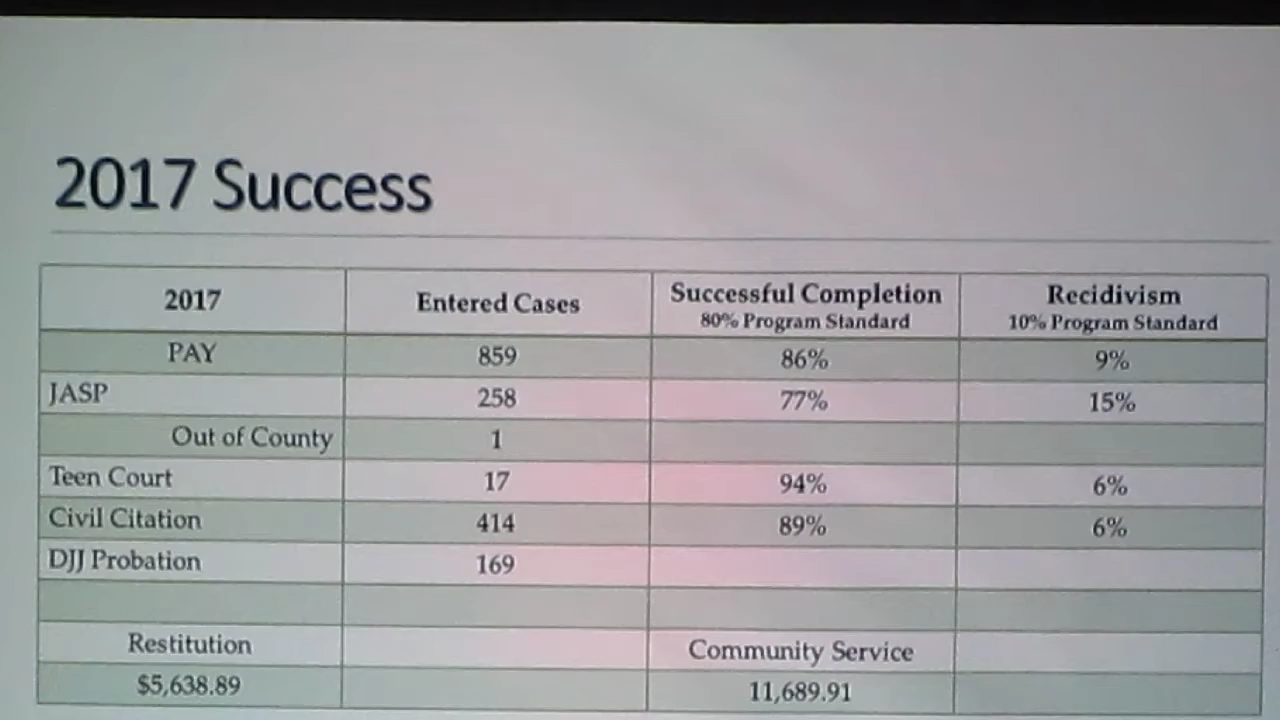 2017 Success
2017 Entered Cases Successful Completion Recidivism
80% Program Standard 10% Program Standard
PAY 859 86% 9%
JASP 258 77% 15%
Out of County 1
Teen Court 17 94% 6%
Civil Citation 414 89% 6%
DJJ Probation 169
Restitution Community Service
$5,638.89 11,689.91